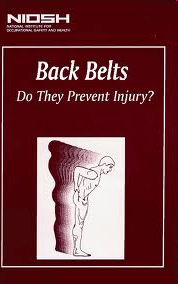 NIOSH
NATIONAL INSTITUTE FOR
OCCUPATIONAL SAFETY AND HEALTH
Back Belts
Do They Prevent Injury?